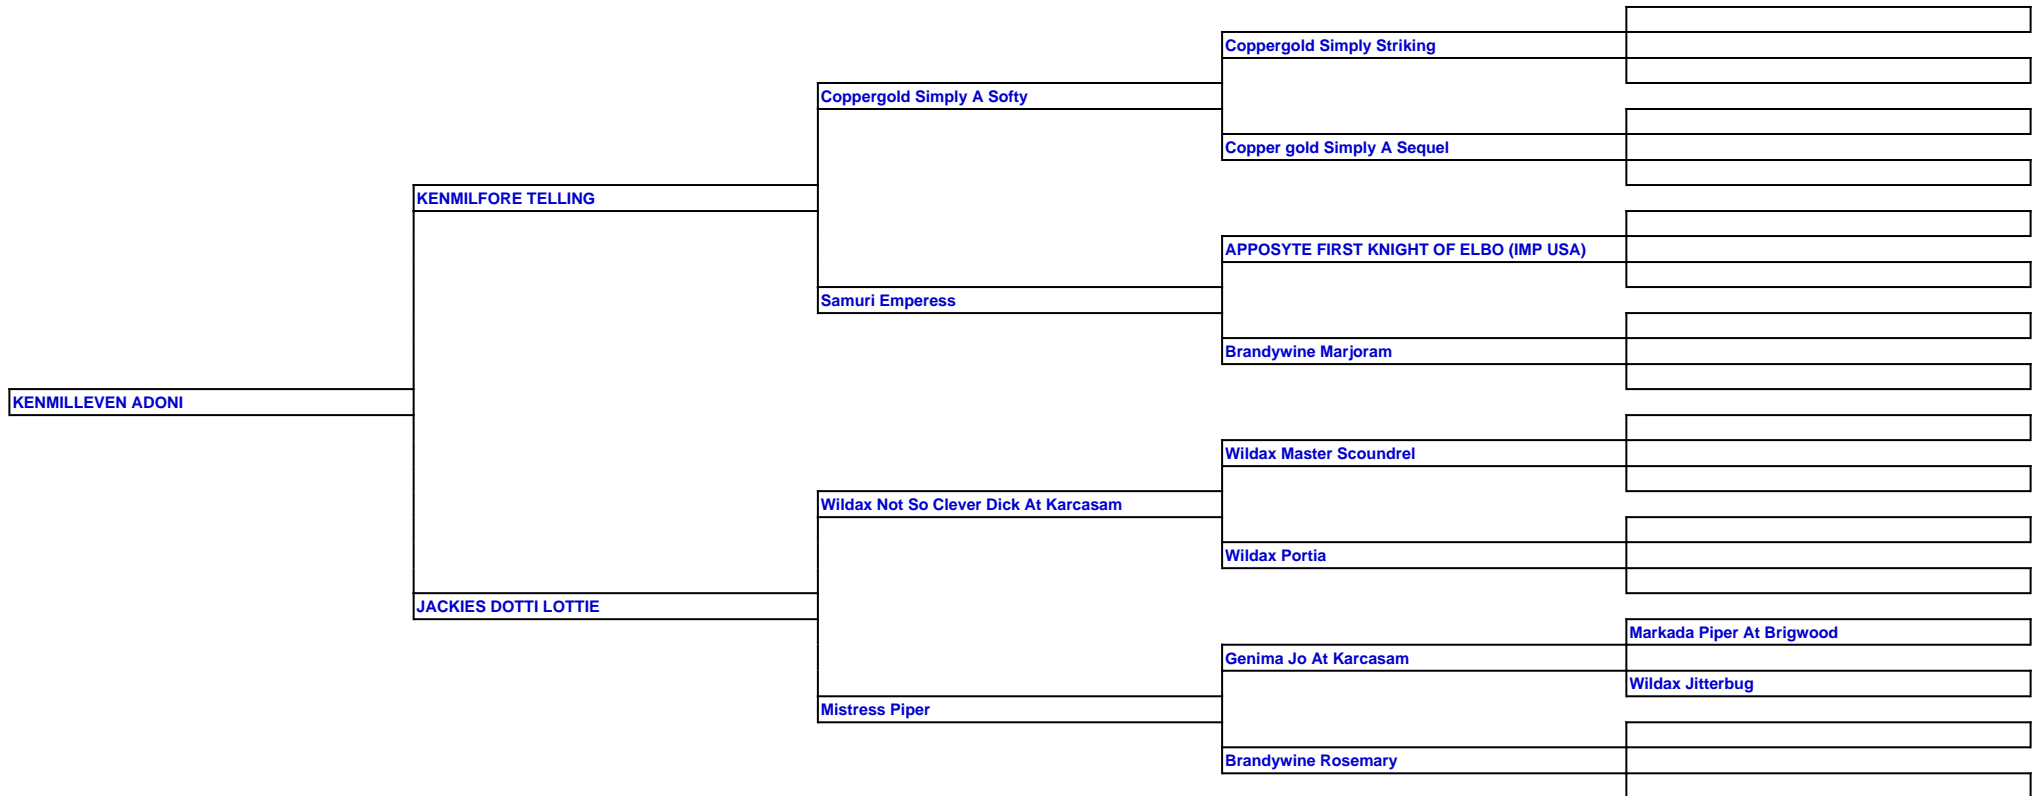 Coppergold Simply Striking
Coppergold Simply A Softy
Copper gold Simply A Sequel
KENMILFORE TELLING
APPOSYTE FIRST KNIGHT OF ELBO (IMP USA)
Samuri Emperess
Brandywine Marjoram
KENMILLEVEN ADONI
Wildax Master Scoundrel
Wildax Not So Clever Dick At Karcasam
Wildax Portia
JACKIES DOTTI LOTTIE
Markada Piper At Brigwood
Genima Jo At Karcasam
Wildax Jitterbug
Mistress Piper
Brandywine Rosemary